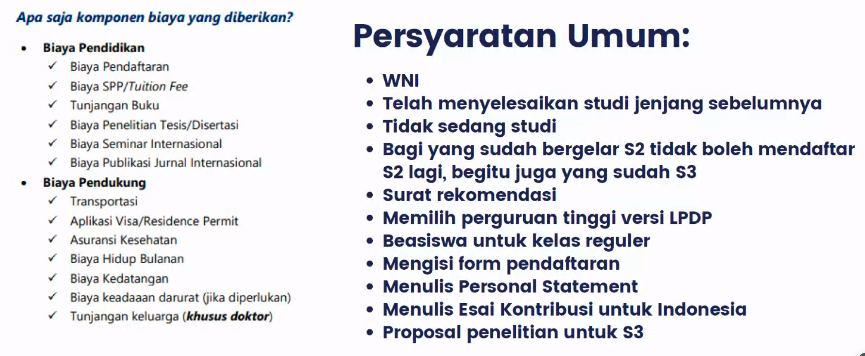 Apa saja komponen biaya yang diberikan?
• Biaya Pendidikan
✓ Biaya Pendaftaran
✓ Biaya SPP/Tuition Fee
✓ Tunjangan Buku
✓ Biaya Penelitian Tesis/Disertasi
✓ Biaya Seminar Internasional
✓ Biaya Publikasi Jurnal Internasional
• Biaya Pendukung
✓ Transportasi
✓ Aplikasi Visa/Residence Permit
✓ Asuransi Kesehatan
✓ Biaya Hidup Bulanan
✓ Biaya Kedatangan
✓ Biaya keadaaan darurat (jika diperlukan)
✓ Tunjangan keluarga (khusus doktor)
Persyaratan Umum:
• WNI
• Telah menyelesaikan studi jenjang sebelumnya
• Tidak sedang studi
• Bagi yang sudah bergelar S2 tidak boleh mendaftar
S2 lagi, begitu juga yang sudah S3
• Surat rekomendasi
• Memilih perguruan tinggi versi LPDP
• Beasiswa untuk kelas reguler
• Mengisi form pendaftaran
• Menulis Personal Statement
• Menulis Esai Kontribusi untuk Indonesia
• Proposal penelitian untuk S3